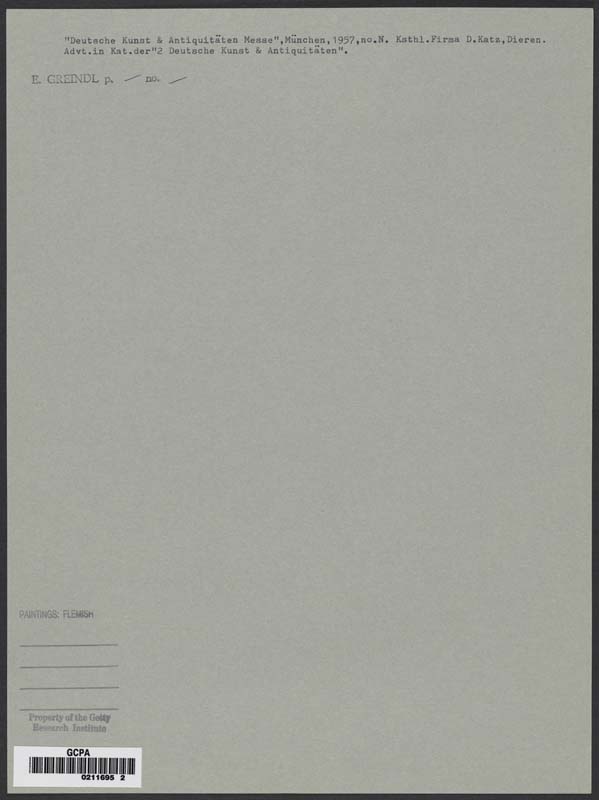 "Deutsche Kunst & Antiquitäten Messe",München,1957,no.N. Ksthl.Firma D.Katz,Dieren.
Advt.in Kat.der"2 Deutsche Kunst & Antiquitäten".
E. GREINDL p. — no. —
PAINTINGS: FLEMISH
Property of the Getty
Research Institute
GCPA
0211695 2